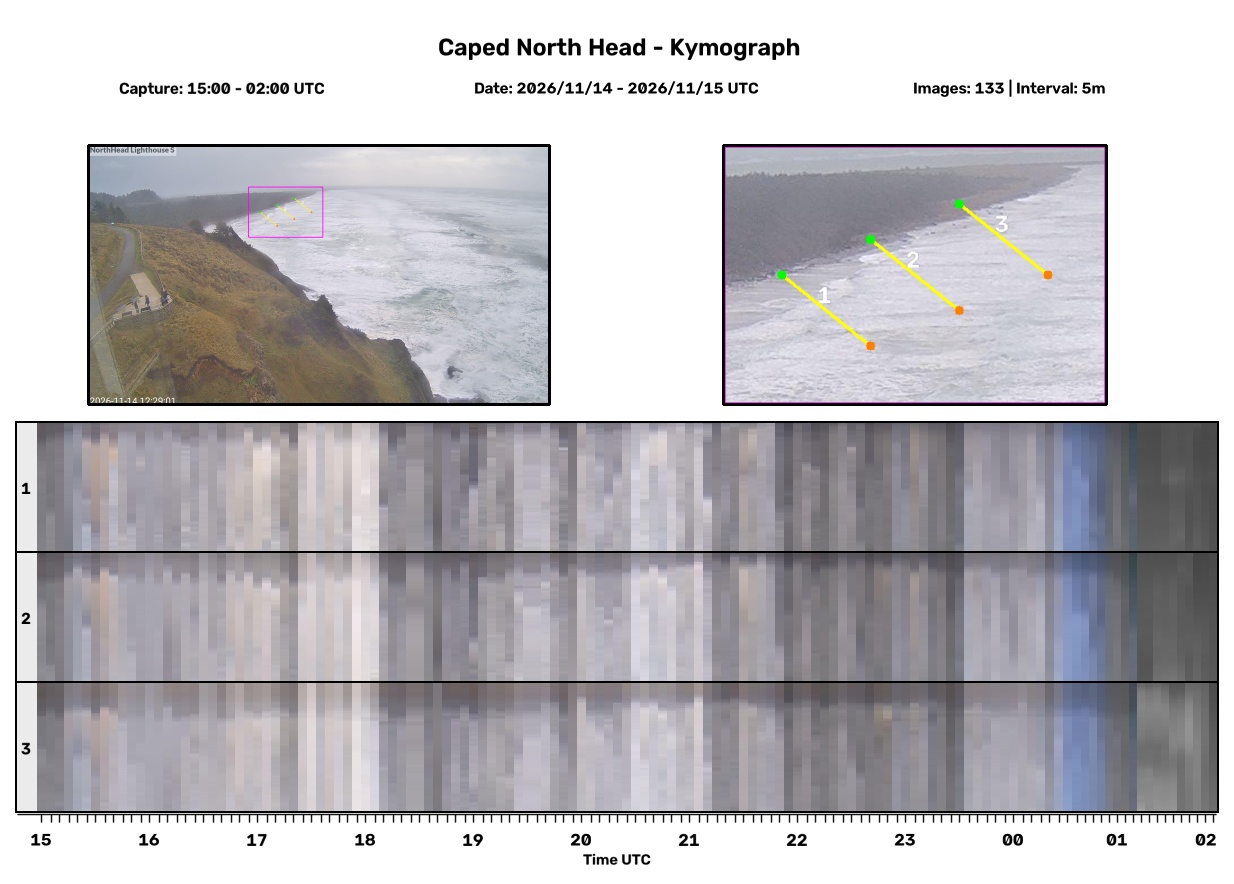 Caped North Head - Kymograph
Capture: 15:00 - 02:00 UTC
Date: 2026/11/14 - 2026/11/15 UTC
Images: 133 | Interval: 5m
NorthHead Lighthouse S
2026-11-14 12:29:01
1
2
3
1
2
3
15 16 17 18 19 20 21 22 23 00 01 02
Time UTC